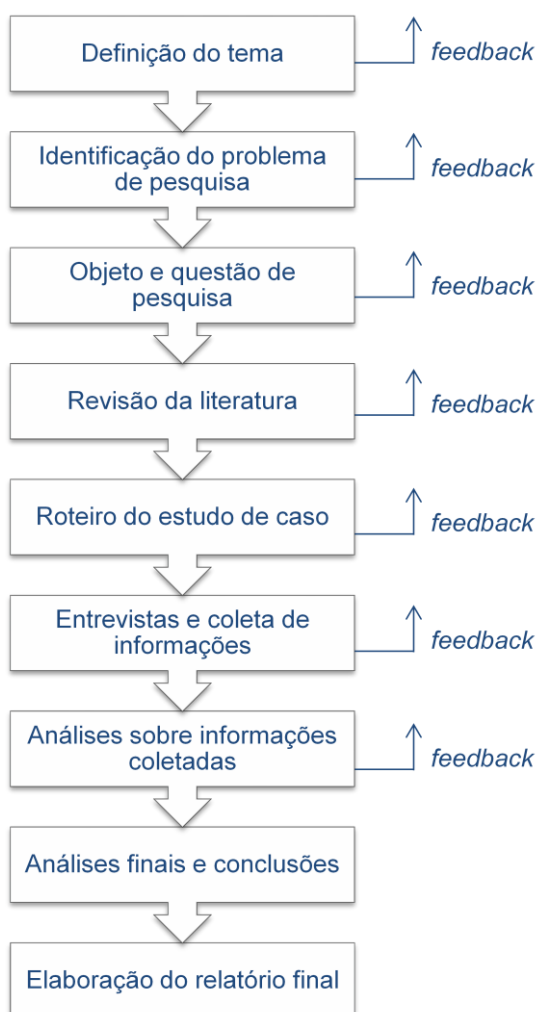 Definição do tema
feedback
Identificação do problema
de pesquisa
feedback
Objeto e questão de
pesquisa
feedback
Revisão da literatura
feedback
Roteiro do estudo de caso
feedback
Entrevistas e coleta de
informações
feedback
Análises sobre informações
coletadas
feedback
Análises finais e conclusões
Elaboração do relatório final